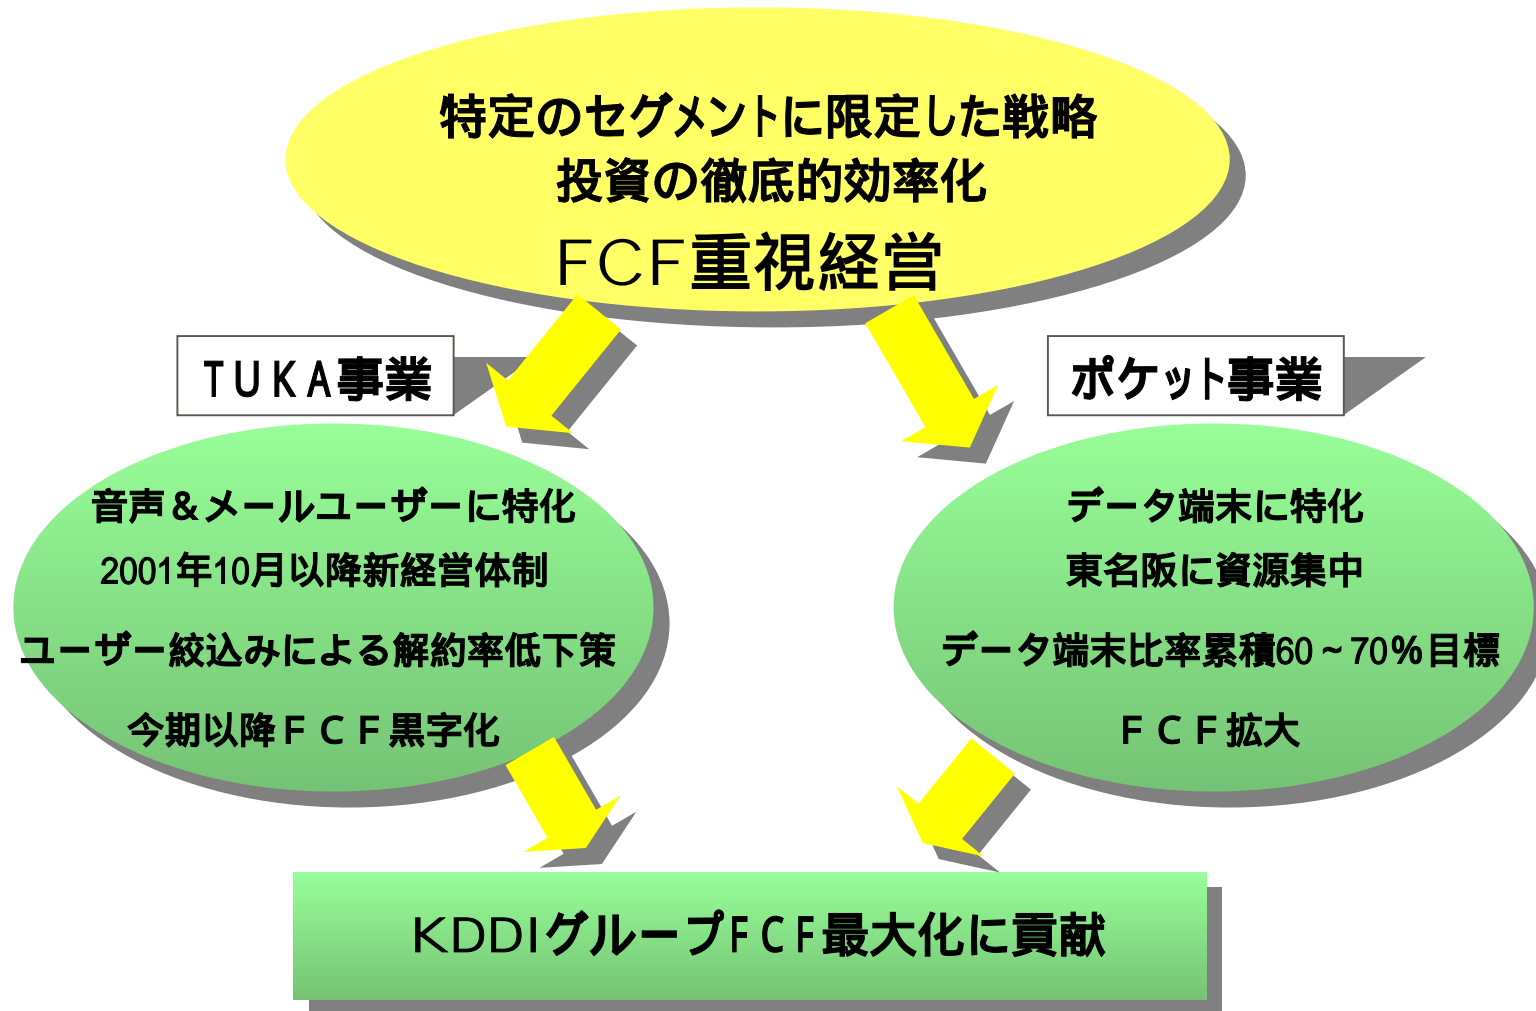 特定のセグメントに限定した戦略
投資の徹底的効率化
ＦＣＦ重視経営
ＴＵＫＡ事業
音声＆メールユーザーに特化
2001年10月以降新経営体制
ユーザー絞込みによる解約率低下策
今期以降ＦＣＦ黒字化
ポケット事業
データ端末に特化
東名阪に資源集中
データ端末比率累積60～70％目標
ＦＣＦ拡大
ＫＤＤＩグループＦＣＦ最大化に貢献